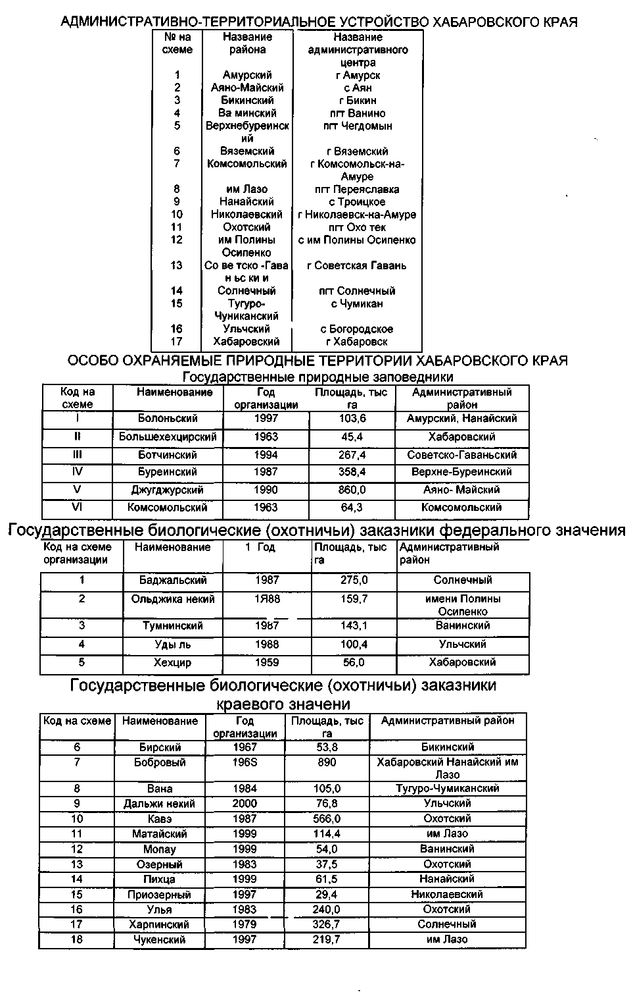 АДМИНИСТРАТИВНО-ТЕРРИТОРИАЛЬНОЕ УСТРОЙСТВО ХАБАРОВСКОГО КРАЯ
№ на схеме Название района Название административного центра
1 Амурский г Амурск
2 Аяно-Майский с Аян
3 Бикинский г Бикин
4 Ва минский пгт Ванино
5 Верхнебуреинск ий пгт Чегдомын
6 Вяземский г Вяземский
7 Комсомольский г Комсомольск-на-Амуре
8 им Лазо пгт Переяславка
9 Нанайский с Троицкое
10 Николаевский г Николаевск-на-Амуре
11 Охотский пгт Охо тек
12 им Полины Осипенко с им Полины Осипенко
13 Со ве тско -Гава н ьс ки и г Советская Гавань
14 Солнечный пгт Солнечный
15 Тугуро-Чуниканский с Чумикан
16 Ульчский с Богородское
17 Хабаровский г Хабаровск
ОСОБО ОХРАНЯЕМЫЕ ПРИРОДНЫЕ ТЕРРИТОРИИ ХАБАРОВСКОГО КРАЯ
Государственные природные заповедники
Код на схеме Наименование Год организации Площадь, тыс га Административный район
I Болоньский 1997 103,6 Амурский, Нанайский
II Большехехцирский 1963 45,4 Хабаровский
III Ботчинский 1994 267,4 Советско-Гаваньский
IV Буреинский 1987 358,4 Верхне-Буреинский
V Джугджурский 1990 860,0 Аяно- Майский
VI Комсомольский 1963 64,3 Комсомольский
Государственные биологические (охотничьи) заказники федерального значения
Код на схеме организации Наименование 1 Год Площадь, тыс га Административный район
1 Баджальский 1987 275,0 Солнечный
2 Ольджика некий 1Я88 159,7 имени Полины Осипенко
3 Тумнинский 1987 143,1 Ванинский
4 Уды ль 1988 100,4 Ульчский
5 Хехцир 1959 56,0 Хабаровский
Государственные биологические (охотничьи) заказники
краевого значени
Код на схеме Наименование Год организации Площадь, тыс га Административный район
6 Бирский 1967 53,8 Бикинский
7 Бобровый 196S 890 Хабаровский Нанайский им Лазо
8 Вана 1984 105,0 Тугуро-Чумиканский
9 Дальжи некий 2000 76,8 Ульчский
10 Кавэ 1987 566,0 Охотский
11 Матайский 1999 114,4 им Лазо
12 Мопау 1999 54,0 Ванинский
13 Озерный 1983 37,5 Охотский
14 Пихца 1999 61,5 Нанайский
15 Приозерный 1997 29,4 Николаевский
16 Улья 1983 240,0 Охотский
17 Харпинский 1979 326,7 Солнечный
18 Чукенский 1997 219,7 им Лазо